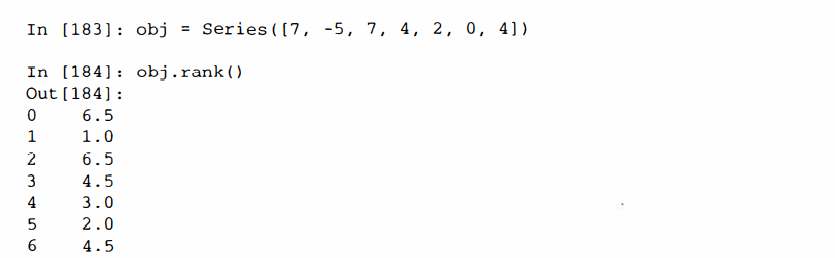 In [183]: obj = Series([7, -5, 7, 4, 2, 0, 4])
In [184]: obj.rank()
Out[184]:
0    6.5
1    1.0
2    6.5
3    4.5
4    3.0
5    2.0
6    4.5